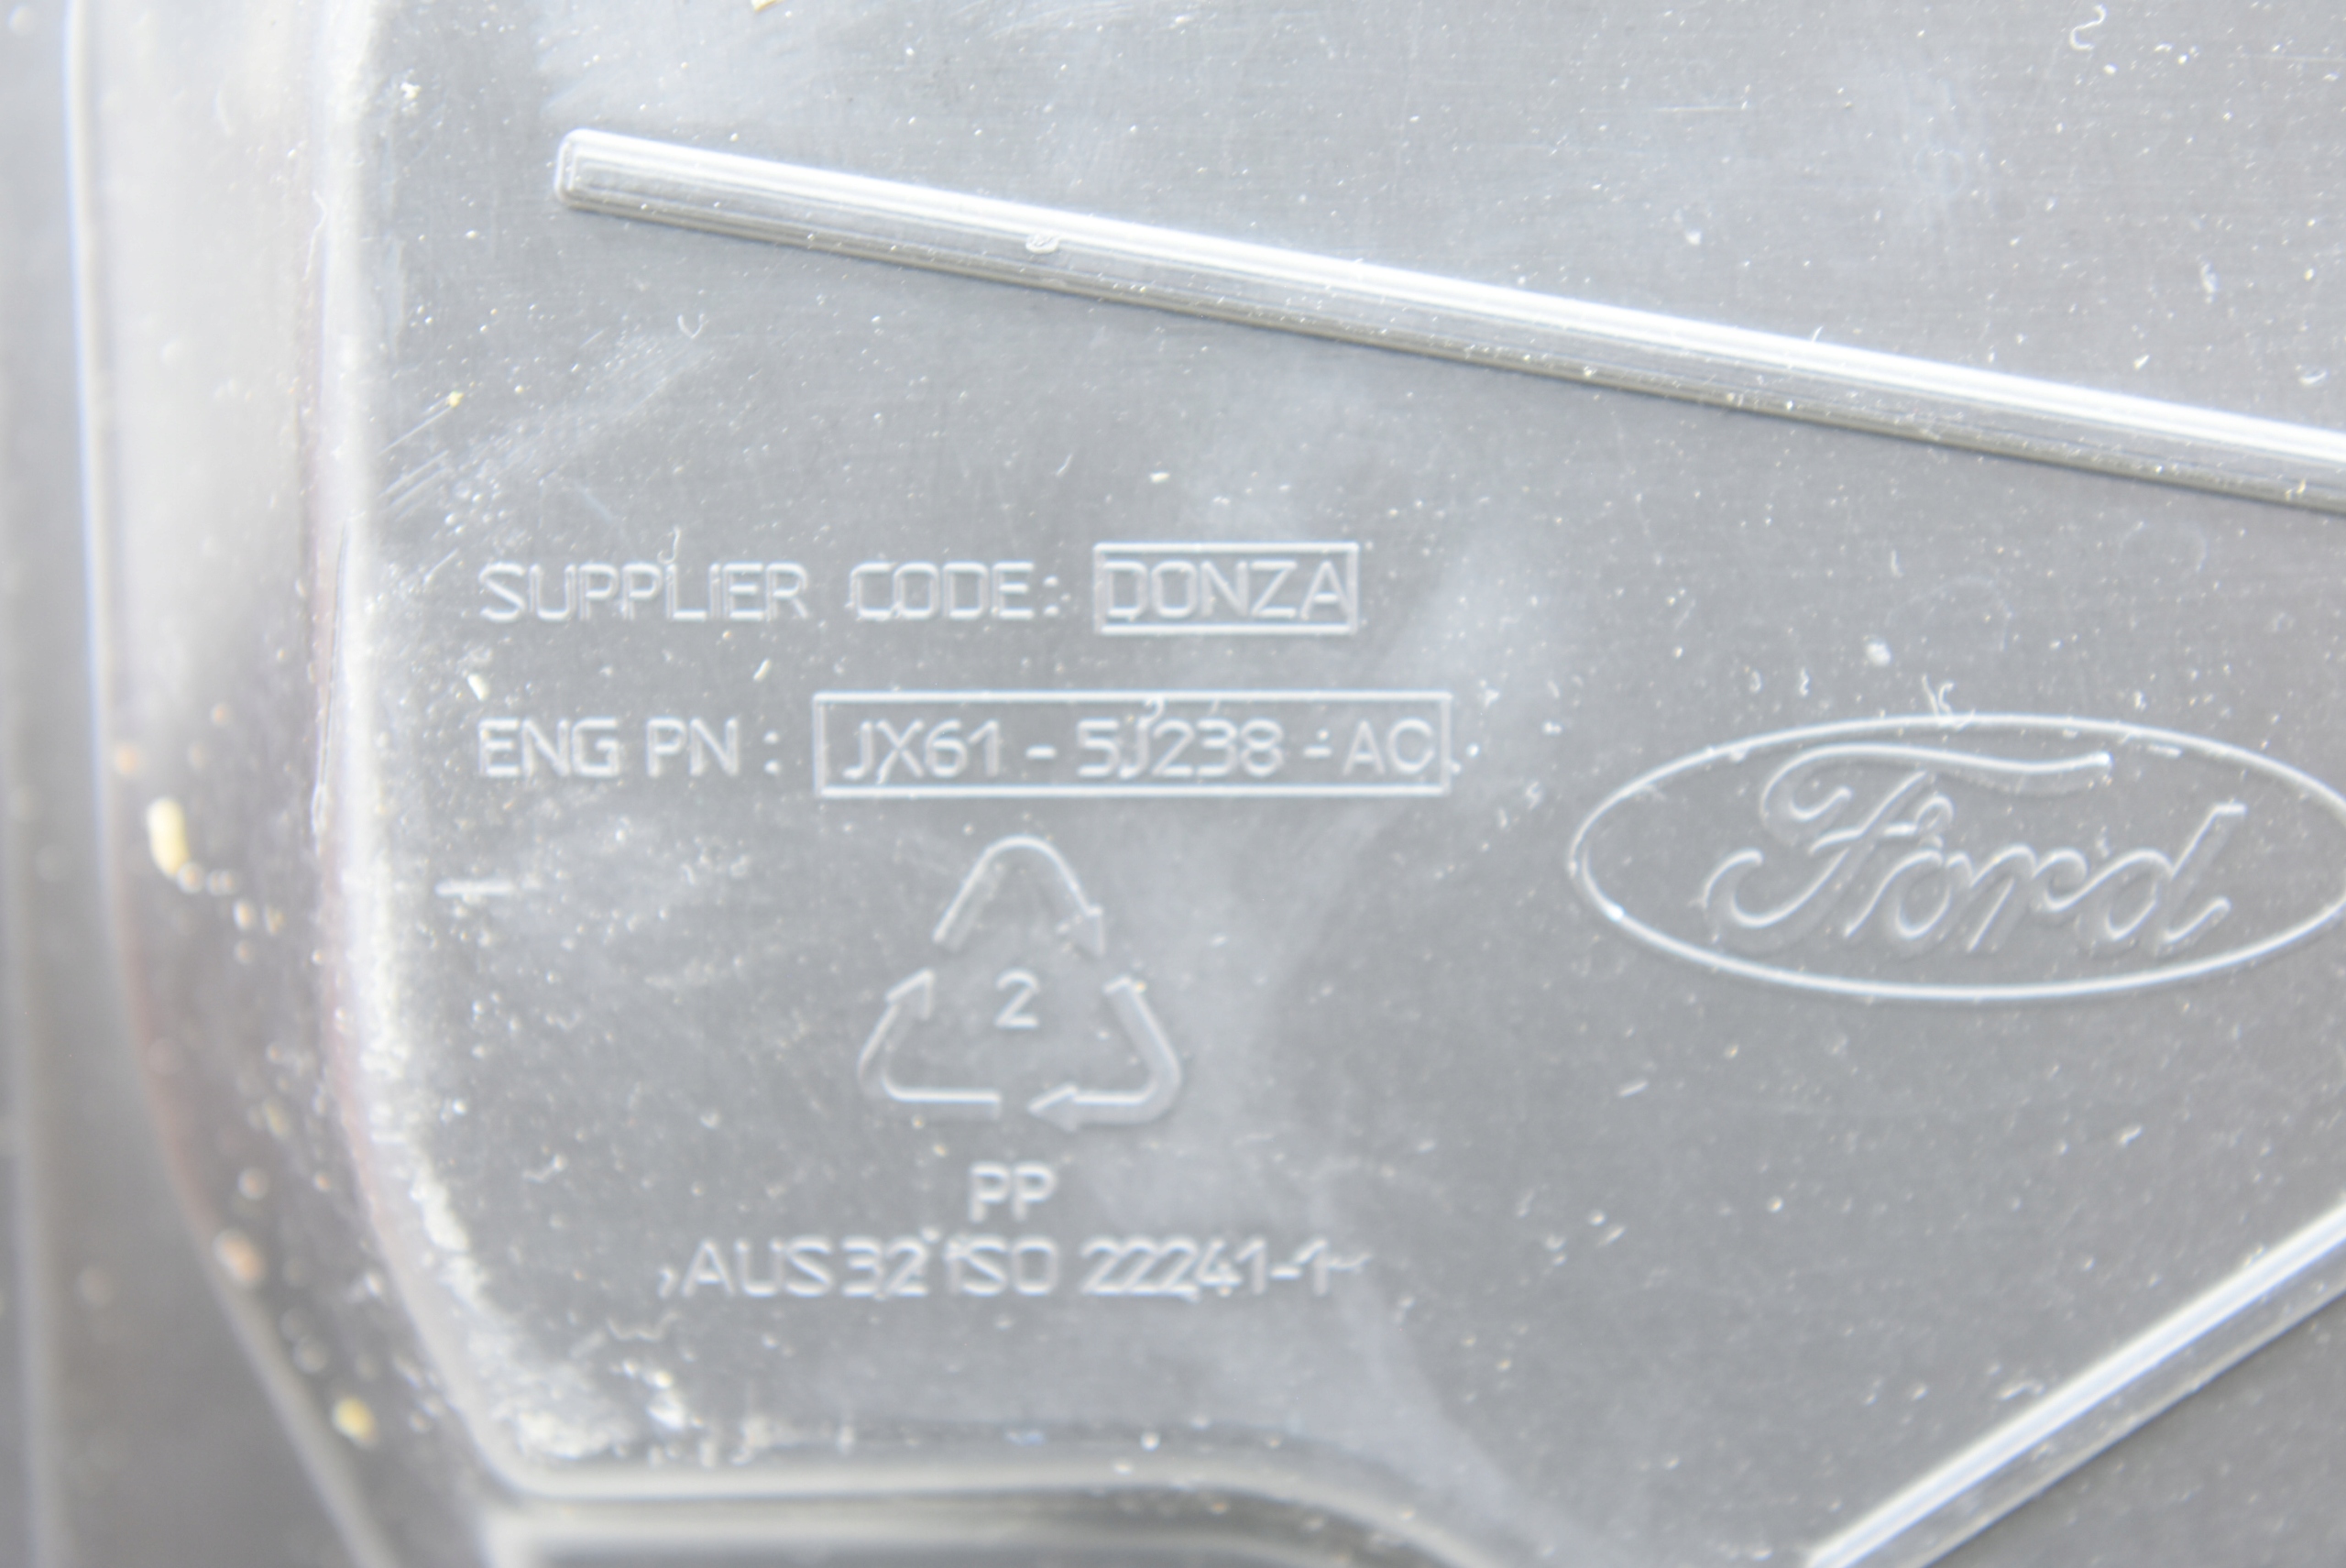 SUPPLIER CODE: DONZA
ENG PN: JX61 - 5J238 - AC
Ford
2
PP
AUS32 ISO 22241-1